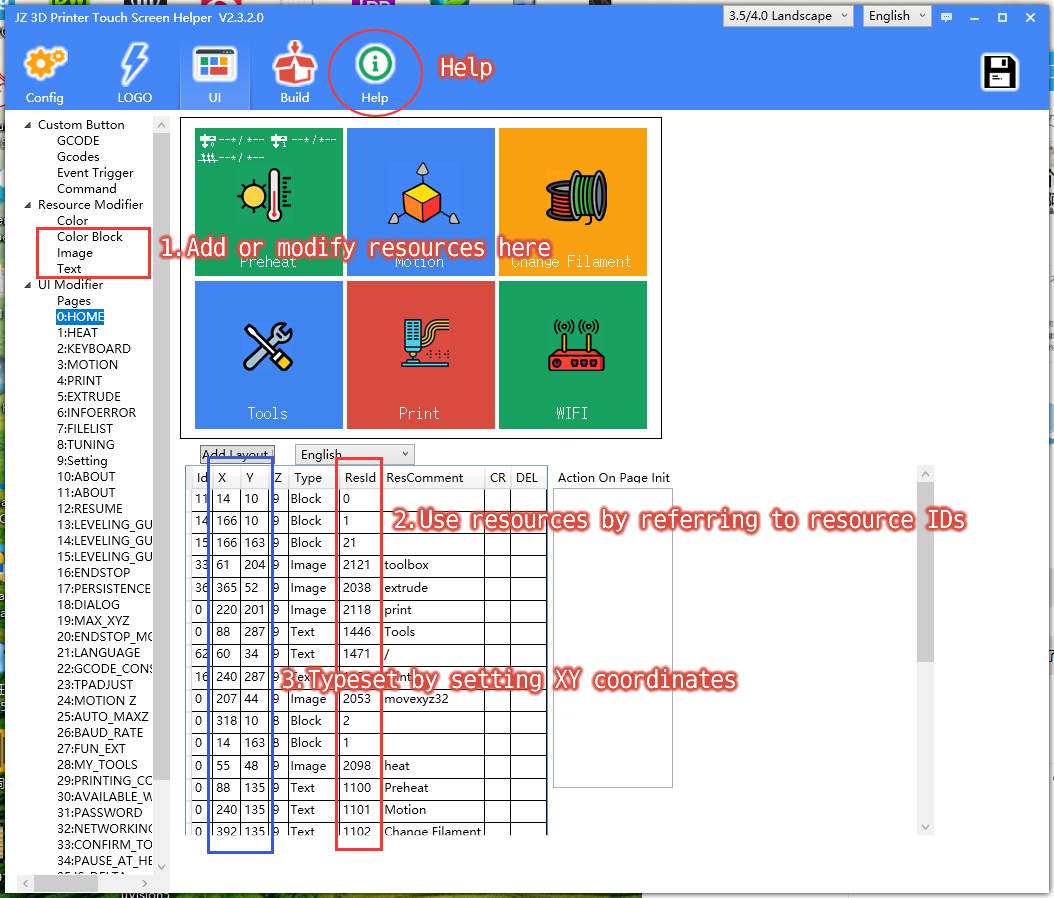 JZ 3D Printer Touch Screen Helper V2.3.2.0
3.5/4.0 Landscape
English
Config
LOGO
UI
Build
Help
Help
Custom Button
GCODE
Gcodes
Event Trigger
Command
Resource Modifier
Color
Color Block
Image
Text
UI Modifier
Pages
0:HOME
1:HEAT
2:KEYBOARD
3:MOTION
4:PRINT
5:EXTRUDE
6:INFOERROR
7:FILELIST
8:TUNING
9:Setting
10:ABOUT
11:ABOUT
12:RESUME
13:LEVELING_GU
14:LEVELING_GU
15:LEVELING_GU
16:ENDSTOP
17:PERSISTENCE
18:DIALOG
19:MAX_XYZ
20:ENDSTOP_MO
21:LANGUAGE
22:GCODE_CONS
23:TPADJUST
24:MOTION Z
25:AUTO_MAXZ
26:BAUD_RATE
27:FUN_EXT
28:MY_TOOLS
29:PRINTING_CO
30:AVAILABLE_W
31:PASSWORD
32:NETWORKING
33:CONFIRM_TO
34:PAUSE_AT_HE
--*/*-- --*/*--
--*/*--
1.Add or modify resources here
Preheat
Motion
Change Filament
Tools
Print
WIFI
Add Layout
English
Id X Y Z Type ResId ResComment CR DEL
Action On Page Init
11 14 10 9 Block 0
14 166 10 9 Block 1
2.Use resources by referring to resource IDs
15 166 163 9 Block 21
33 61 204 9 Image 2121 toolbox
36 365 52 9 Image 2038 extrude
0 220 201 9 Image 2118 print
0 88 287 9 Text 1446 Tools
62 60 34 9 Text 1471 /
16 240 287 9
3.Typeset by setting XY coordinates
0 207 44 9 Image 2053 movexyz32
0 318 10 8 Block 2
0 14 163 8 Block 1
0 55 48 9 Image 2098 heat
0 88 135 9 Text 1100 Preheat
0 240 135 9 Text 1101 Motion
0 392 135 9 Text 1102 Change Filament